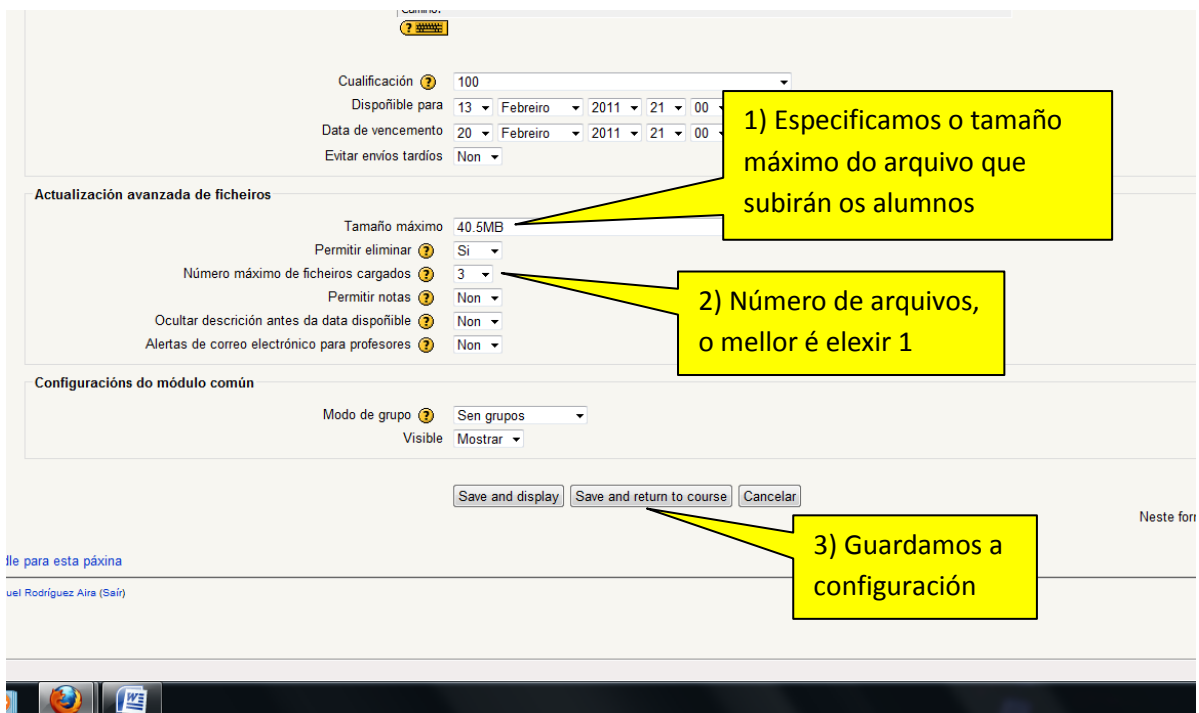 Camino:
?
Cualificación ? 100
Dispoñible para 13 Febreiro 2011 21 00
Data de vencemento 20 Febreiro 2011 21 00
Evitar envíos tardíos Non
1) Especificamos o tamaño
máximo do arquivo que
subirán os alumnos
Actualización avanzada de ficheiros
Tamaño máximo 40.5MB
Permitir eliminar ? Si
Número máximo de ficheiros cargados ? 3
Permitir notas ? Non
Ocultar descrición antes da data dispoñible ? Non
Alertas de correo electrónico para profesores ? Non
2) Número de arquivos,
o mellor é elexir 1
Configuracións do módulo común
Modo de grupo ? Sen grupos
Visible Mostrar
Save and display Save and return to course Cancelar
Neste for
3) Guardamos a
configuración
dle para esta páxina
uel Rodríguez Aira (Saír)